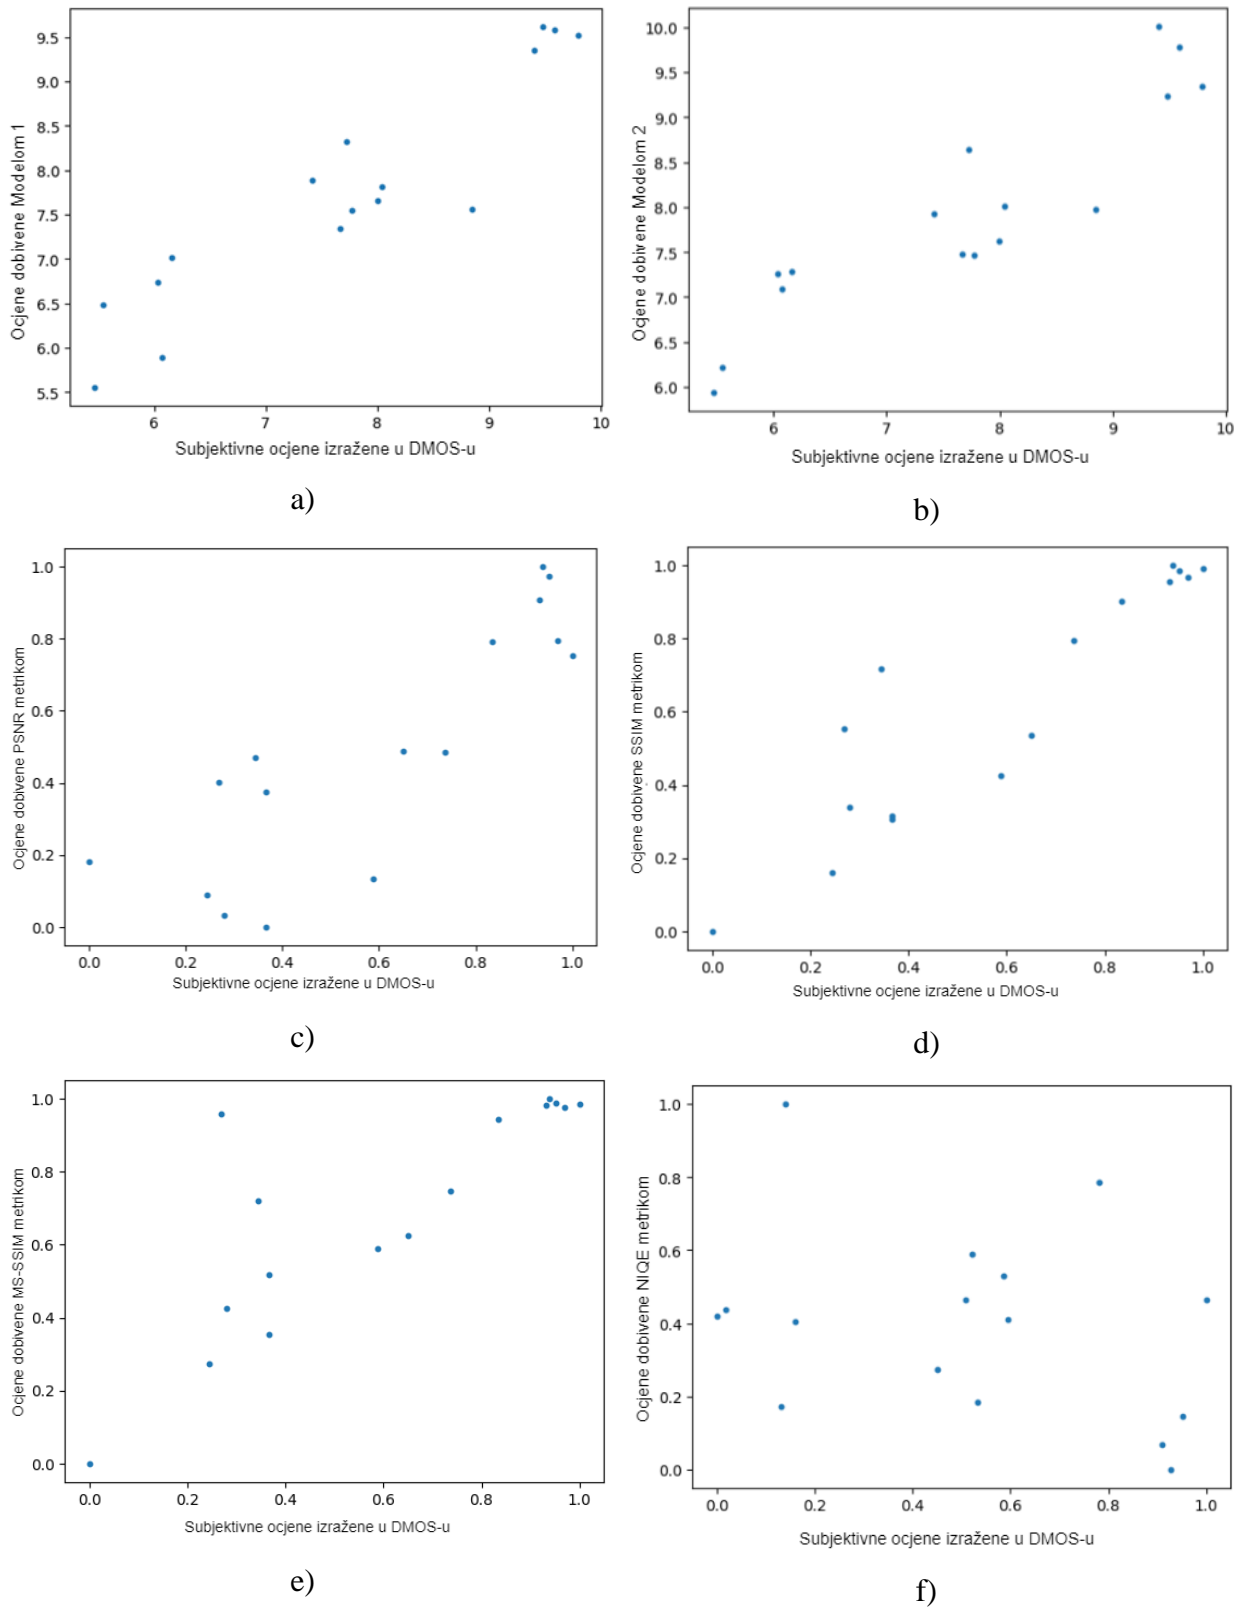 9.5
9.0
8.5
8.0
7.5
7.0
6.5
6.0
5.5
Ocjene dobivene Modelom 1
6 7 8 9 10
Subjektivne ocjene izražene u DMOS-u
a)
10.0
9.5
9.0
8.5
8.0
7.5
7.0
6.5
6.0
Ocjene dobivene Modelom 2
6 7 8 9 10
Subjektivne ocjene izražene u DMOS-u
b)
1.0
0.8
0.6
0.4
0.2
0.0
Ocjene dobivene PSNR metrikom
0.0 0.2 0.4 0.6 0.8 1.0
Subjektivne ocjene izražene u DMOS-u
c)
1.0
0.8
0.6
0.4
0.2
0.0
Ocjene dobivene SSIM metrikom
0.0 0.2 0.4 0.6 0.8 1.0
Subjektivne ocjene izražene u DMOS-u
d)
1.0
0.8
0.6
0.4
0.2
0.0
Ocjene dobivene MS-SSIM metrikom
0.0 0.2 0.4 0.6 0.8 1.0
Subjektivne ocjene izražene u DMOS-u
e)
1.0
0.8
0.6
0.4
0.2
0.0
Ocjene dobivene NIQE metrikom
0.0 0.2 0.4 0.6 0.8 1.0
Subjektivne ocjene izražene u DMOS-u
f)